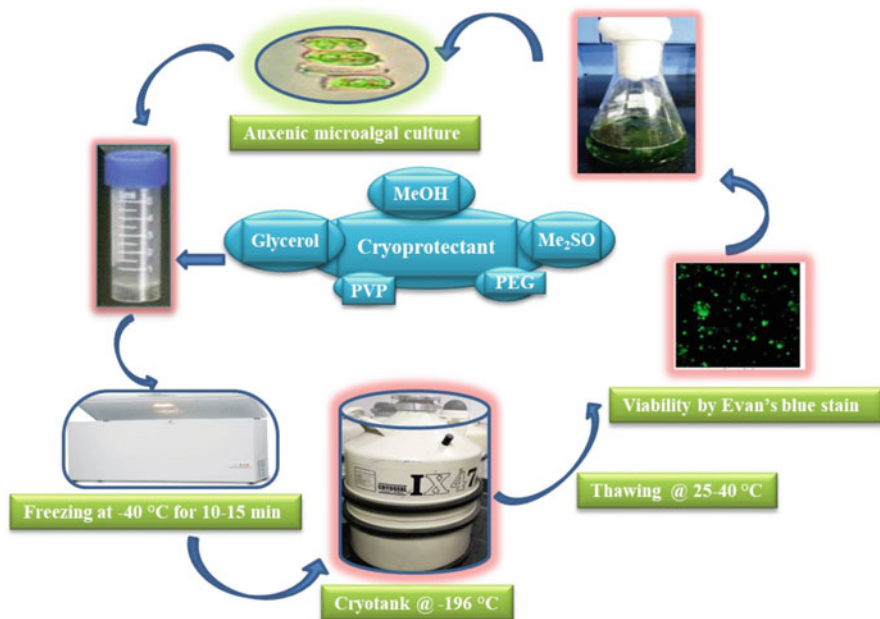 Auxenic microalgal culture
MeOH
Glycerol
Cryoprotectant
Me₂SO
PVP
PEG
Viability by Evan's blue stain
Freezing at -40 °C for 10-15 min
IX47
Thawing @ 25-40 °C
Cryotank @ -196 °C